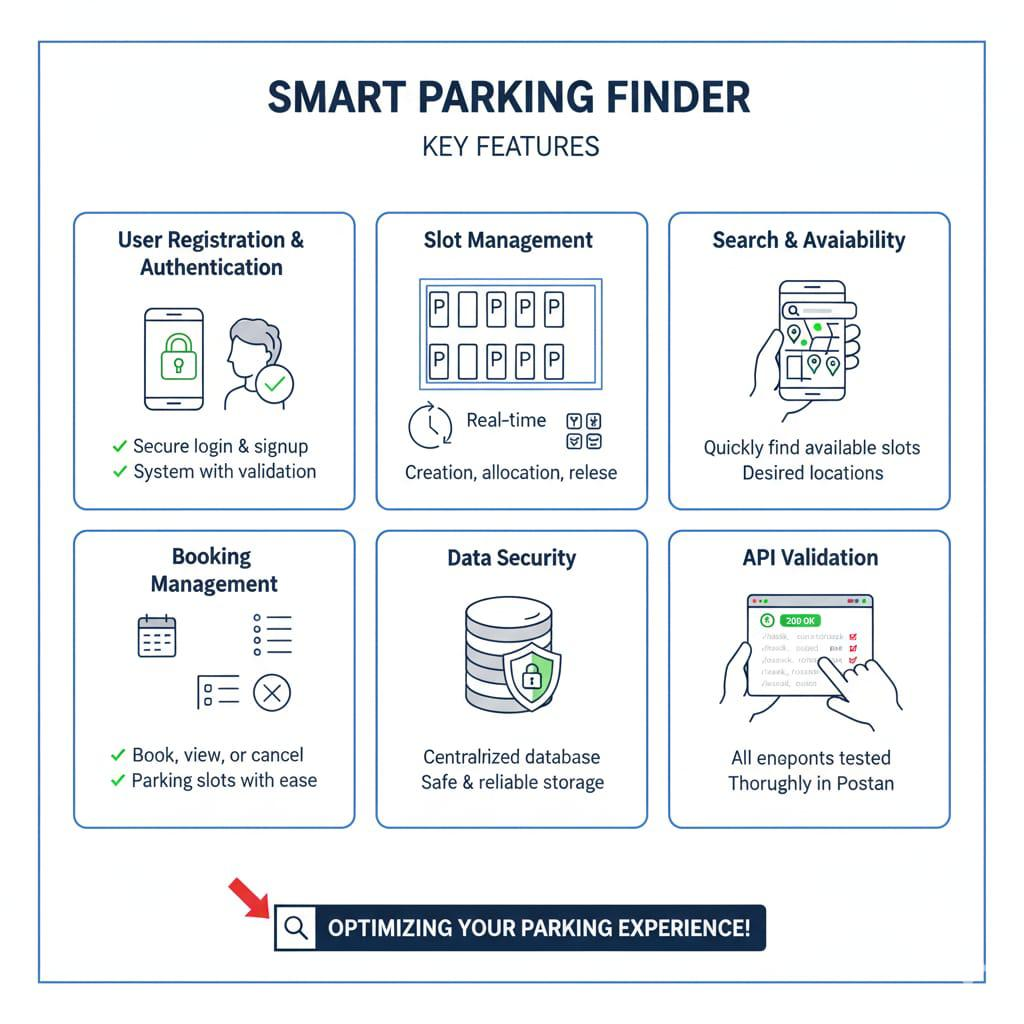 SMART PARKING FINDER
KEY FEATURES
User Registration &
Authentication
Secure login & signup
System with validation
Slot Management
P P P P
P P P P
Real-time
Creation, allocation, relese
Search & Avaiability
Quickly find available slots
Desired locations
Booking
Management
Book, view, or cancel
Parking slots with ease
Data Security
Centralrized database
Safe & reliable storage
API Validation
200 OK
All enoponts tested
Thorughly in Postan
OPTIMIZING YOUR PARKING EXPERIENCE!